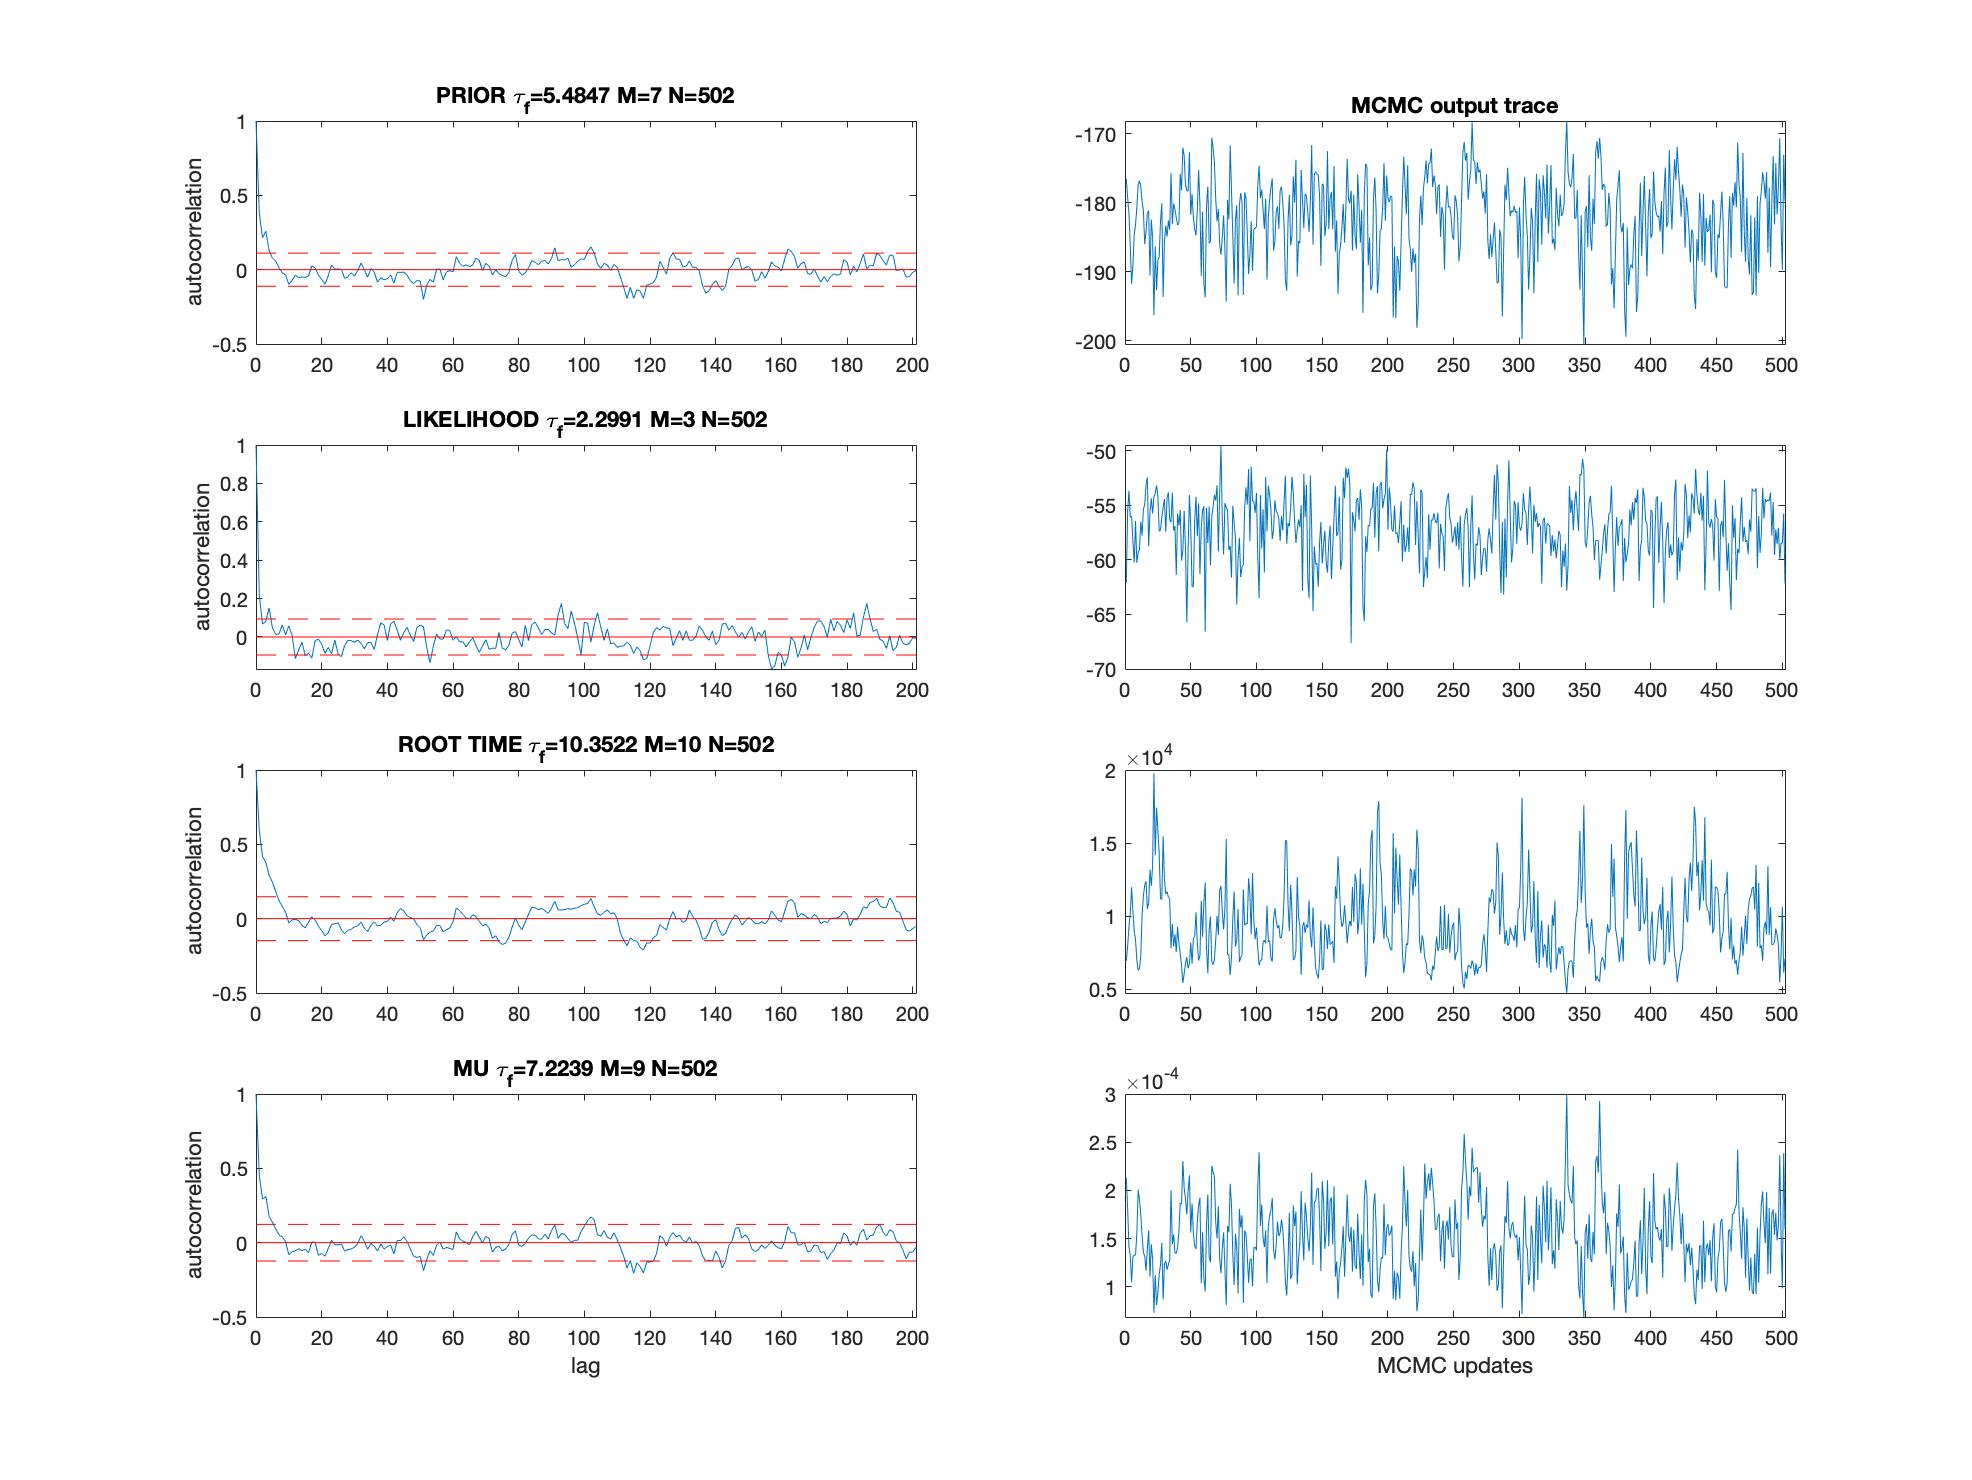 PRIOR τf=5.4847 M=7 N=502
autocorrelation
1
0.5
0
-0.5
0 20 40 60 80 100 120 140 160 180 200
MCMC output trace
-170
-180
-190
-200
0 50 100 150 200 250 300 350 400 450 500
LIKELIHOOD τf=2.2991 M=3 N=502
autocorrelation
1
0.8
0.6
0.4
0.2
0
0 20 40 60 80 100 120 140 160 180 200
-50
-55
-60
-65
-70
0 50 100 150 200 250 300 350 400 450 500
ROOT TIME τf=10.3522 M=10 N=502
autocorrelation
1
0.5
0
-0.5
0 20 40 60 80 100 120 140 160 180 200
×10^4
2
1.5
1
0.5
0 50 100 150 200 250 300 350 400 450 500
MU τf=7.2239 M=9 N=502
autocorrelation
1
0.5
0
-0.5
0 20 40 60 80 100 120 140 160 180 200
lag
×10^-4
3
2.5
2
1.5
1
0 50 100 150 200 250 300 350 400 450 500
MCMC updates